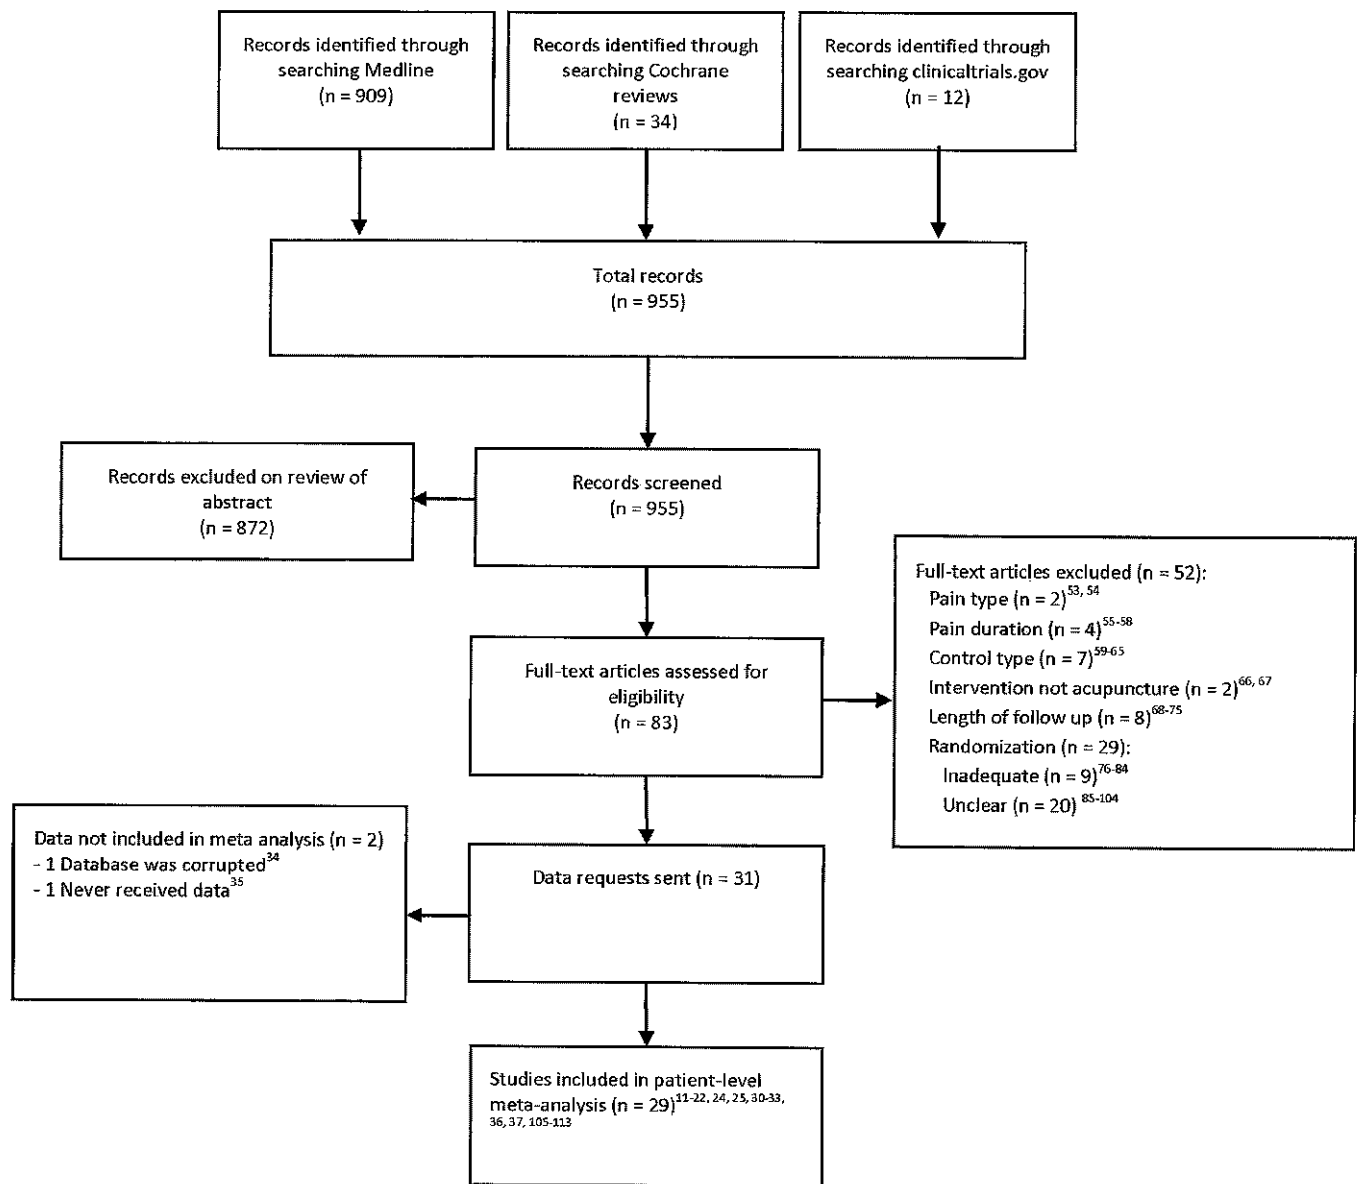 Records identified through
searching Medline
(n = 909)
Records identified through
searching Cochrane
reviews
(n = 34)
Records identified through
searching clinicaltrials.gov
(n = 12)
Total records
(n = 955)
Records excluded on review of
abstract
(n = 872)
Records screened
(n = 955)
Full-text articles assessed for
eligibility
(n = 83)
Full-text articles excluded (n = 52):
Pain type (n = 2)53, 54
Pain duration (n = 4)55-58
Control type (n = 7)59-65
Intervention not acupuncture (n = 2)66, 67
Length of follow up (n = 8)68-75
Randomization (n = 29):
Inadequate (n = 9)76-84
Unclear (n = 20) 85-104
Data not included in meta analysis (n = 2)
- 1 Database was corrupted34
- 1 Never received data35
Data requests sent (n = 31)
Studies included in patient-level
meta-analysis (n = 29)11-22, 24, 25, 30-33,
36, 37, 105-113